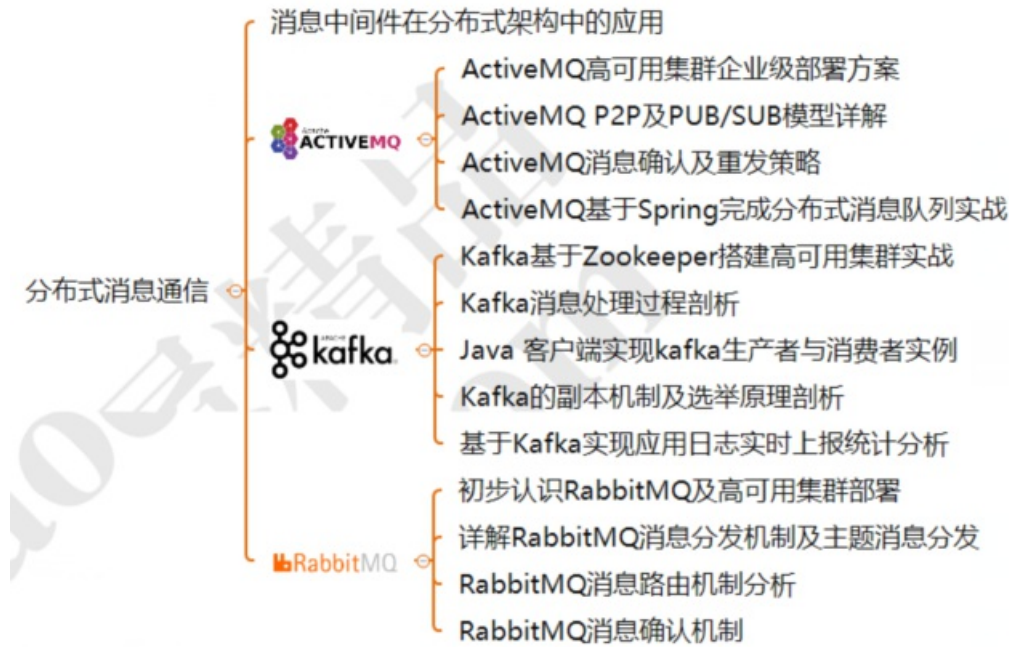 消息中间件在分布式架构中的应用
ActiveMQ高可用集群企业级部署方案
ActiveMQ P2P及PUB/SUB模型详解
APACHE
ACTIVEMQ
ActiveMQ消息确认及重发策略
ActiveMQ基于Spring完成分布式消息队列实战
Kafka基于Zookeeper搭建高可用集群实战
分布式消息通信
Kafka消息处理过程剖析
APACHE
kafka
Java 客户端实现kafka生产者与消费者实例
Kafka的副本机制及选举原理剖析
基于Kafka实现应用日志实时上报统计分析
初步认识RabbitMQ及高可用集群部署
详解RabbitMQ消息分发机制及主题消息分发
RabbitMQ
RabbitMQ消息路由机制分析
RabbitMQ消息确认机制